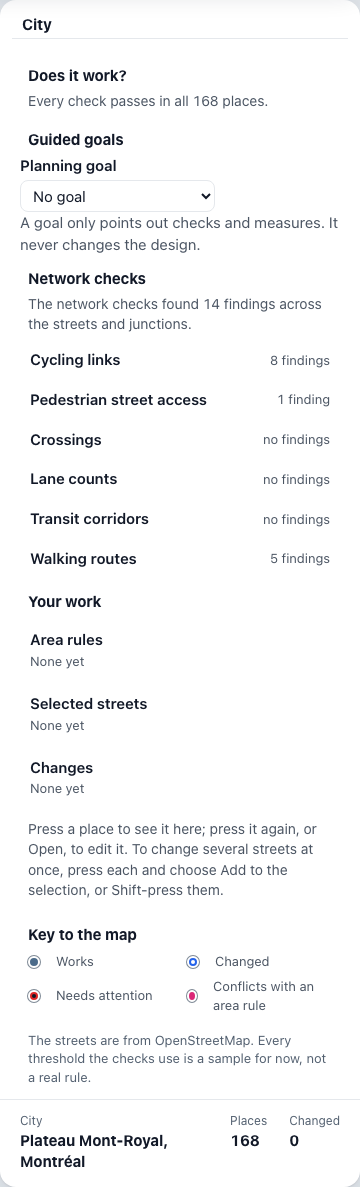 City
Does it work?
Every check passes in all 168 places.
Guided goals
Planning goal
No goal
A goal only points out checks and measures. It
never changes the design.
Network checks
The network checks found 14 findings across
the streets and junctions.
Cycling links 8 findings
Pedestrian street access 1 finding
Crossings no findings
Lane counts no findings
Transit corridors no findings
Walking routes 5 findings
Your work
Area rules
None yet
Selected streets
None yet
Changes
None yet
Press a place to see it here; press it again, or
Open, to edit it. To change several streets at
once, press each and choose Add to the
selection, or Shift-press them.
Key to the map
Works Changed
Needs attention Conflicts with an
area rule
The streets are from OpenStreetMap. Every
threshold the checks use is a sample for now, not
a real rule.
City Places Changed
Plateau Mont-Royal, 168 0
Montréal